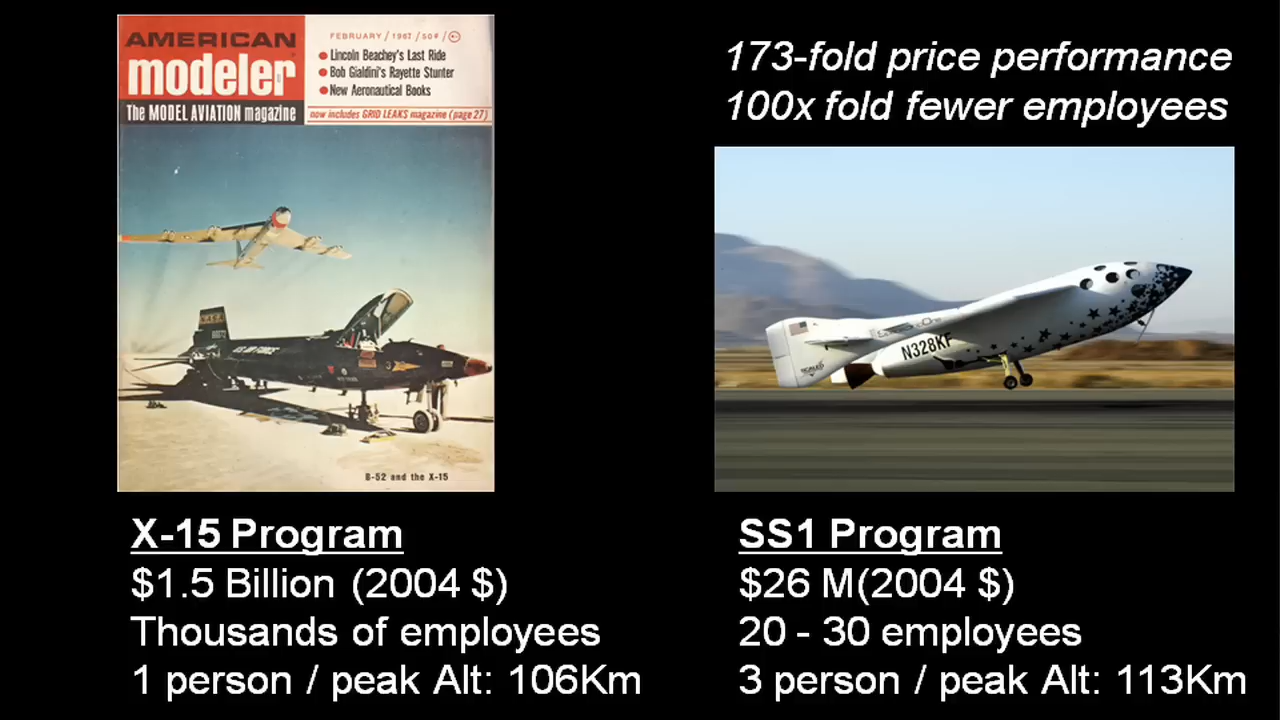 AMERICAN
modeler
The MODEL AVIATION magazine
FEBRUARY / 1962 / 50¢ /
Lincoln Beachey's Last Ride
Bob Gialdini's Rayette Stunter
New Aeronautical Books
now includes GRID LEAKS magazine (page 27)
B-52 and the X-15
173-fold price performance
100x fold fewer employees
N328KF
SCALED
X-15 Program
$1.5 Billion (2004 $)
Thousands of employees
1 person / peak Alt: 106Km
SS1 Program
$26 M(2004 $)
20 - 30 employees
3 person / peak Alt: 113Km